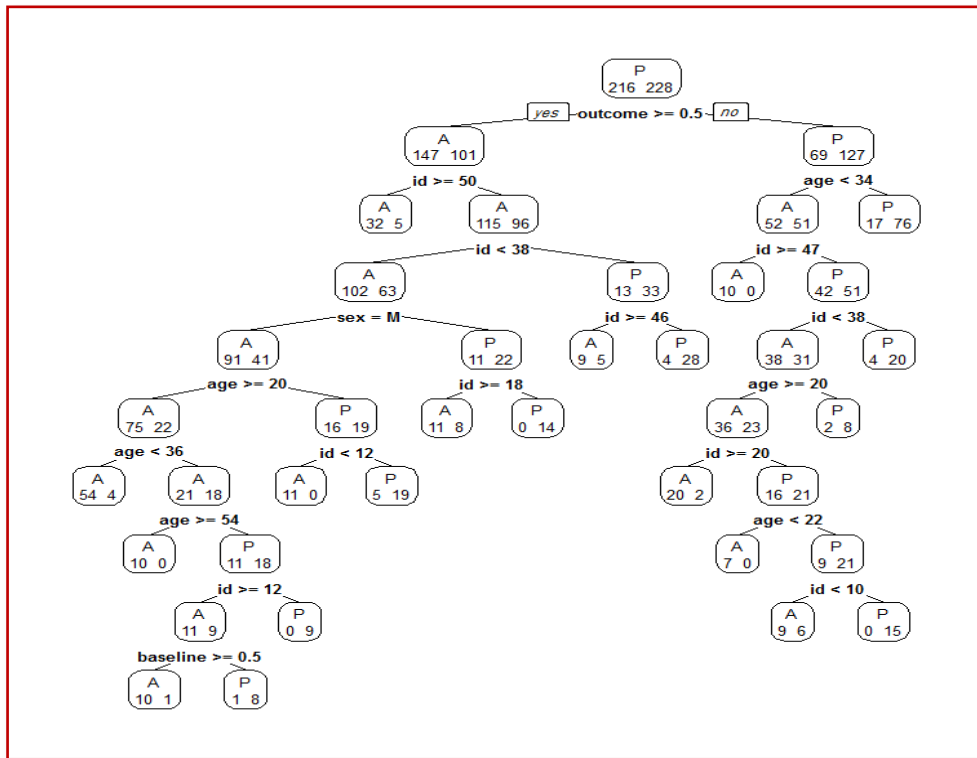 P
216 228
yes outcome >= 0.5 no
A P
147 101 69 127
id >= 50 age < 34
A A A P
32 5 115 96 52 51 17 76
id < 38 id >= 47
A P A P
102 63 13 33 10 0 42 51
sex = M id >= 46 id < 38
A P A P A P
91 41 11 22 9 5 4 28 38 31 4 20
age >= 20 id >= 18 age >= 20
A P A P A P
75 22 16 19 11 8 0 14 36 23 2 8
age < 36 id < 12 id >= 20
A A A P A P
54 4 21 18 11 0 5 19 20 2 16 21
age >= 54 age < 22
A P A P
10 0 11 18 7 0 9 21
id >= 12 id < 10
A P A P
11 9 0 9 9 6 0 15
baseline >= 0.5
A P
10 1 1 8